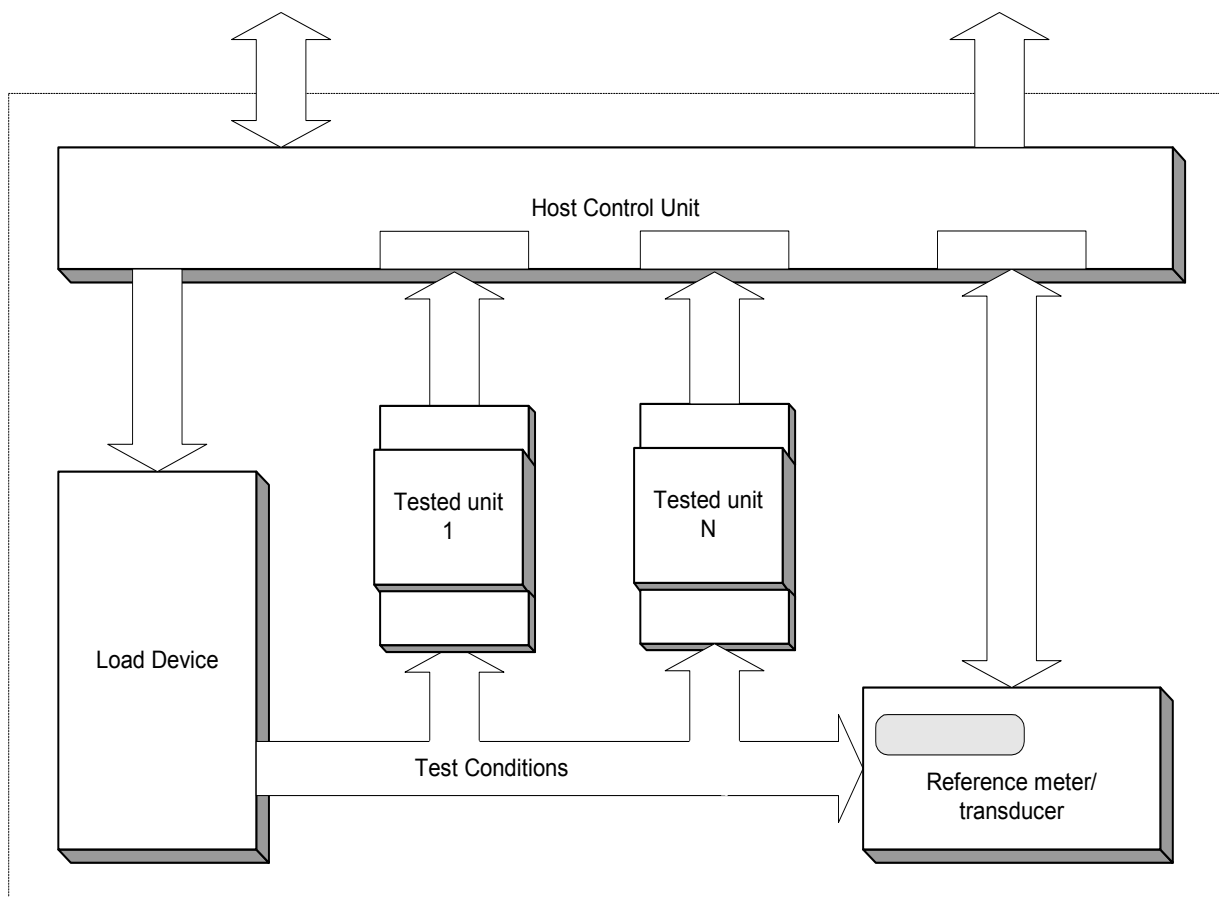 Host Control Unit
Tested unit
1
Tested unit
N
Load Device
Test Conditions
Reference meter/
transducer